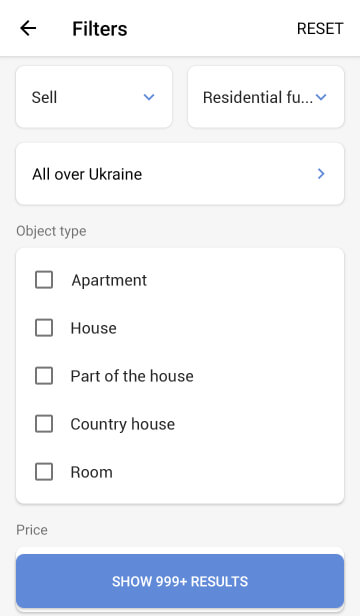 Filters
RESET
Sell
Residential fu...
All over Ukraine
Object type
Apartment
House
Part of the house
Country house
Room
Price
SHOW 999+ RESULTS